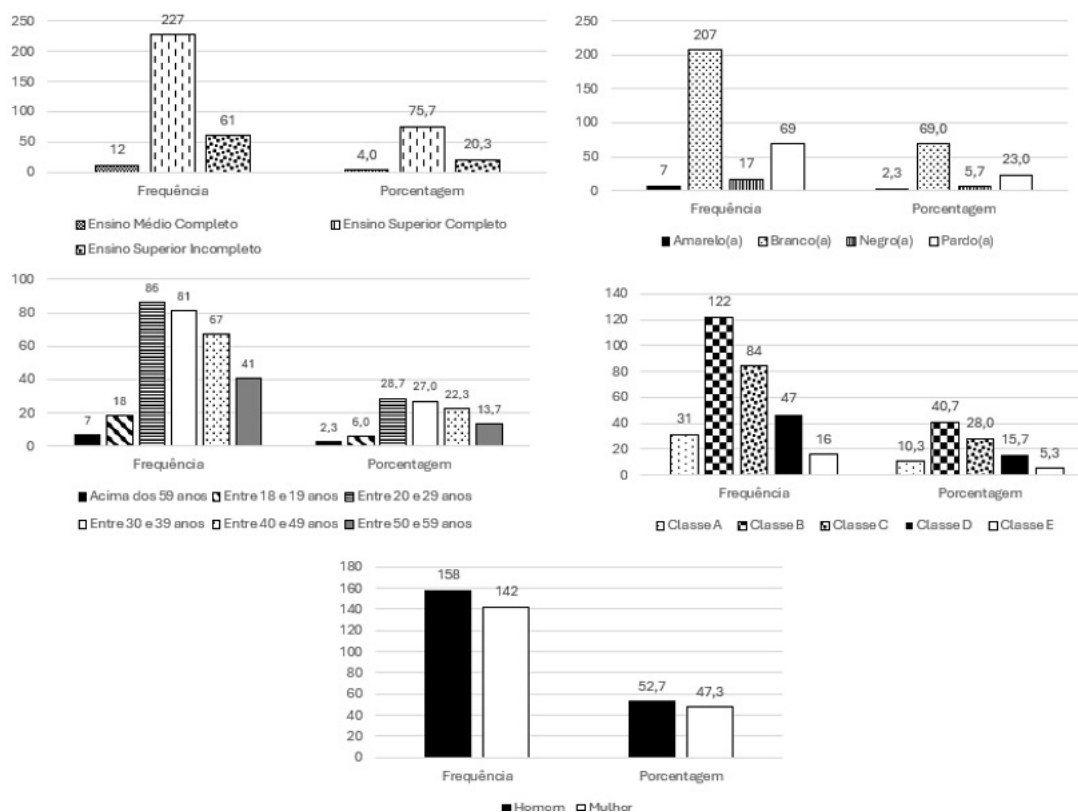 250
200
150
100
50
0
227
12
61
4,0
75,7
20,3
Frequência
Porcentagem
Ensino Médio Completo
Ensino Superior Completo
Ensino Superior Incompleto
250
200
150
100
50
0
207
7
17
69
2,3
69,0
5,7
23,0
Frequência
Porcentagem
Amarelo(a)
Branco(a)
Negro(a)
Pardo(a)
100
80
60
40
20
0
7
18
86
81
67
41
2,3
6,0
28,7
27,0
22,3
13,7
Frequência
Porcentagem
Acima dos 59 anos
Entre 18 e 19 anos
Entre 20 e 29 anos
Entre 30 e 39 anos
Entre 40 e 49 anos
Entre 50 e 59 anos
140
120
100
80
60
40
20
0
31
122
84
47
16
10,3
40,7
28,0
15,7
5,3
Frequência
Porcentagem
Classe A
Classe B
Classe C
Classe D
Classe E
180
160
140
120
100
80
60
40
20
0
158
142
52,7
47,3
Frequência
Porcentagem
Homom
Mulhor